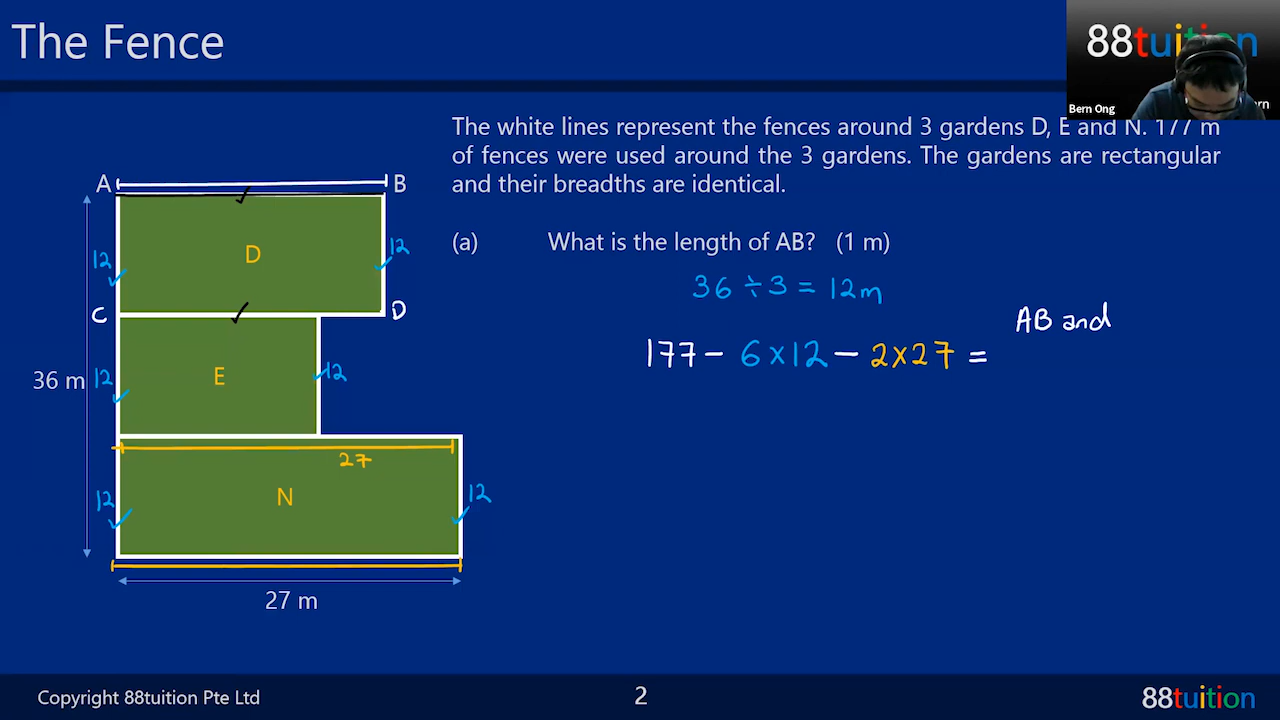 The Fence
88tuition
Bern Ong
The white lines represent the fences around 3 gardens D, E and N. 177 m
of fences were used around the 3 gardens. The gardens are rectangular
and their breadths are identical.
(a) What is the length of AB? (1 m)
36 ÷ 3 = 12m
AB and
177 - 6 x 12 - 2 x 27 =
A B
12 D 12
C D
36 m 12 E 12
27
12 N 12
27 m
Copyright 88tuition Pte Ltd
2
88tuition